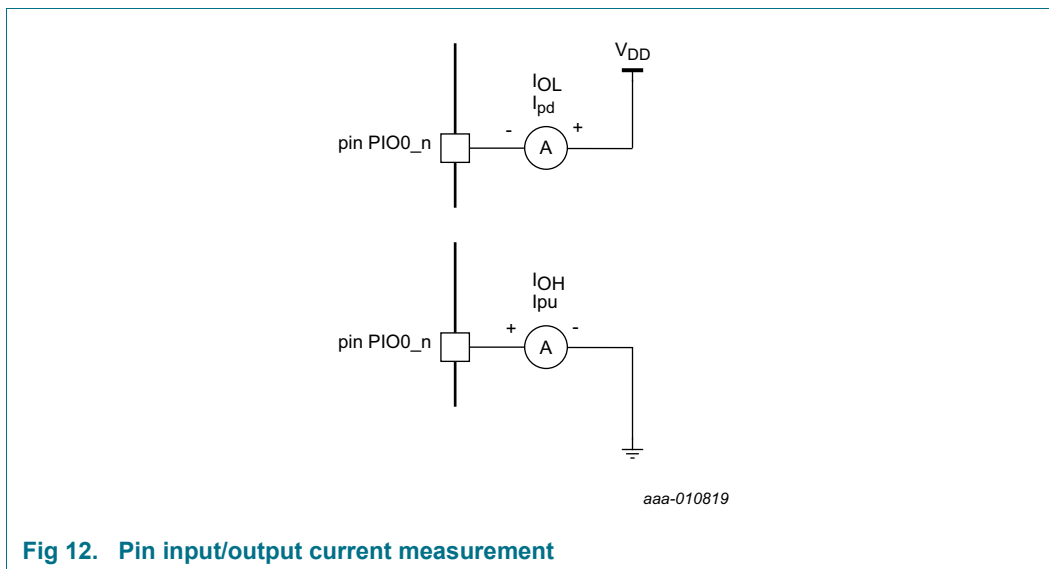 VDD
IOL
Ipd
pin PIO0_n
- +
A
IOH
Ipu
pin PIO0_n
+ -
A
aaa-010819
Fig 12. Pin input/output current measurement